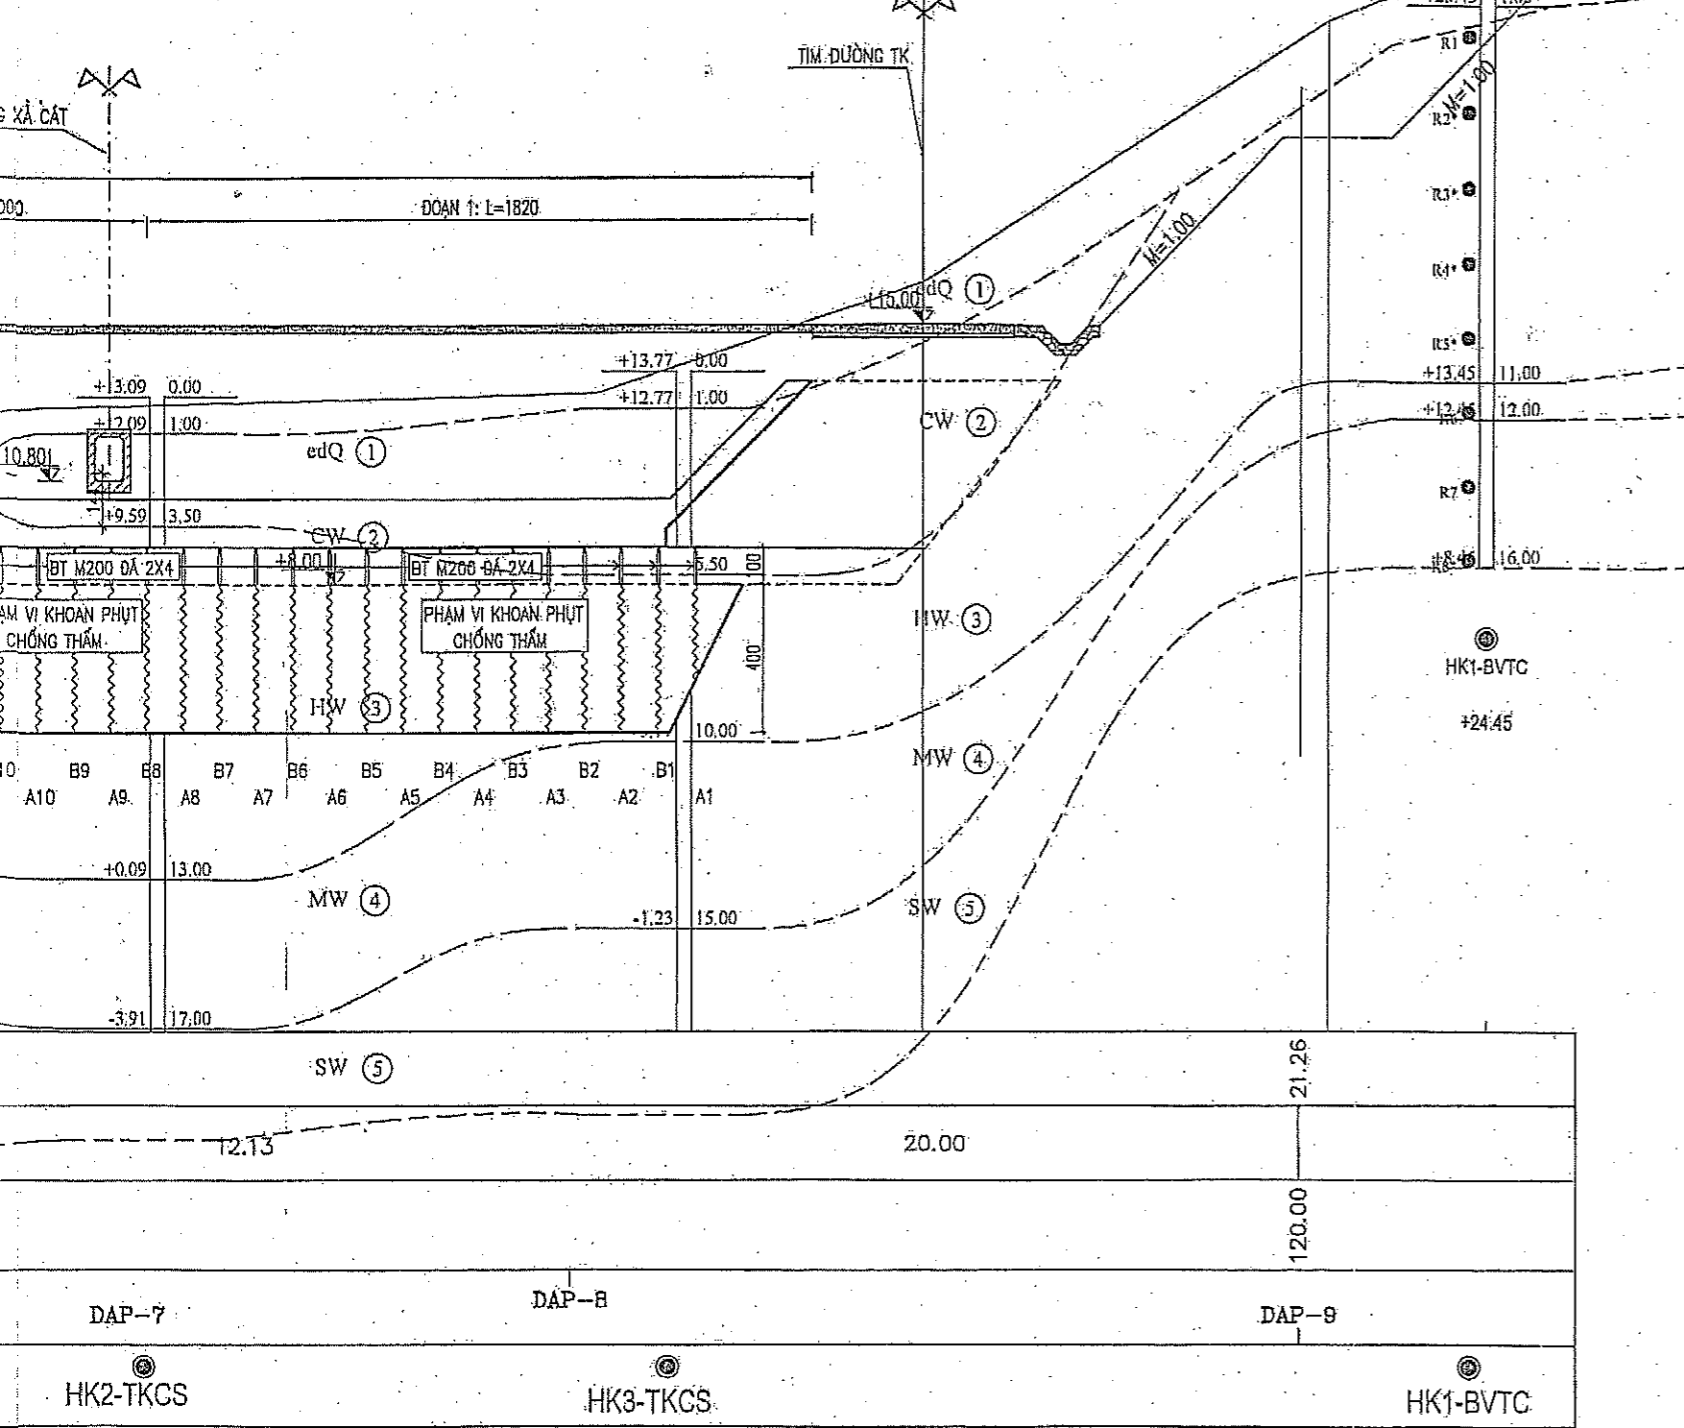 TIM ĐƯỜNG TK
XẢ CÁT
ĐOẠN 1: L=1820
R1
M=1.00
R2*
R3*
M=1.00
R4*
edQ 1
15.00
R5*
+13,77 0,00
+13.09 0.00
+13.45 11.00
+12.77 1.00
12.00
+12.09 1.00
CW 2
edQ 1
10.80
R7
+9.59 3.50
CW 2
BT M200 ĐÁ 2X4
+8.00
BT M200 ĐÁ 2X4
5.50
16.00
PHẠM VI KHOAN PHỤT
CHỐNG THẤM
PHẠM VI KHOAN PHỤT
CHỐNG THẤM
HW 3
400
HK1-BVTC
+24.45
HW 3
10,00
MW 4
B9 B8 B7 B6 B5 B4 B3 B2 B1
A10 A9 A8 A7 A6 A5 A4 A3 A2 A1
+0.09 13.00
MW 4
SW 5
-1,23 15,00
-3.91 17.00
SW 5
21.26
12.13
20.00
120.00
DAP-7
DAP-8
DAP-9
HK2-TKCS
HK3-TKCS
HK1-BVTC